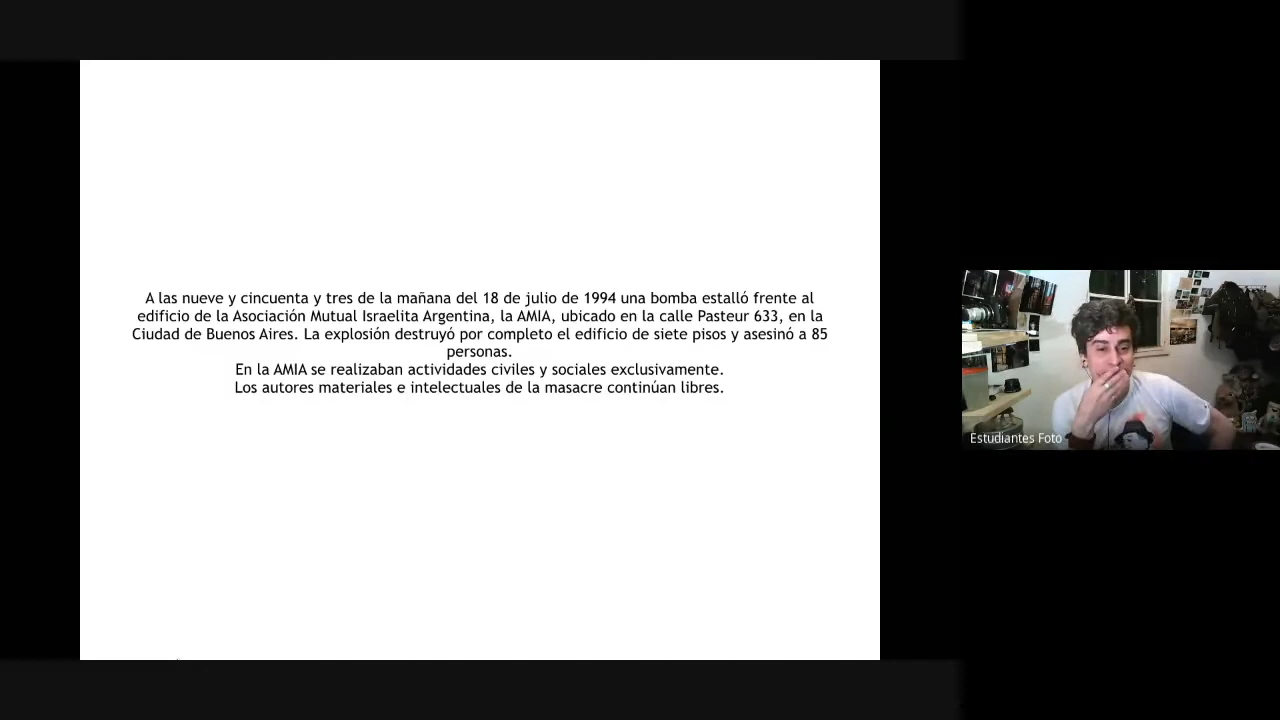 A las nueve y cincuenta y tres de la mañana del 18 de julio de 1994 una bomba estalló frente al
edificio de la Asociación Mutual Israelita Argentina, la AMIA, ubicado en la calle Pasteur 633, en la
Ciudad de Buenos Aires. La explosión destruyó por completo el edificio de siete pisos y asesinó a 85
personas.
En la AMIA se realizaban actividades civiles y sociales exclusivamente.
Los autores materiales e intelectuales de la masacre continúan libres.
Estudiantes Foto